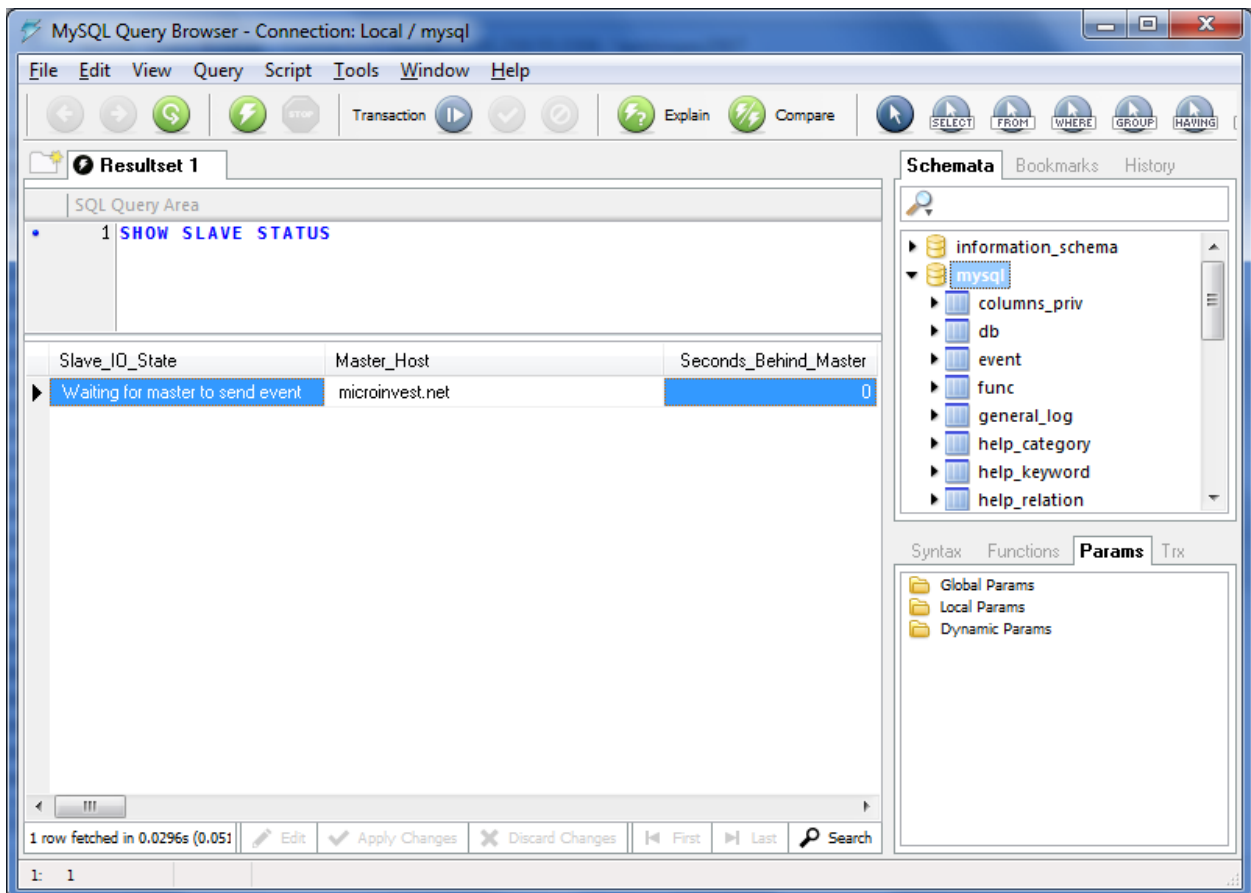 MySQL Query Browser - Connection: Local / mysql
File Edit View Query Script Tools Window Help
STOP Transaction Explain Compare SELECT FROM WHERE GROUP HAVING
Resultset 1
SQL Query Area
1 SHOW SLAVE STATUS
Slave_IO_State Master_Host Seconds_Behind_Master
Waiting for master to send event microinvest.net 0
1 row fetched in 0.0296s (0.051 Edit Apply Changes Discard Changes First Last Search
1: 1
Schemata Bookmarks History
information_schema
mysql
columns_priv
db
event
func
general_log
help_category
help_keyword
help_relation
Syntax Functions Params Trx
Global Params
Local Params
Dynamic Params